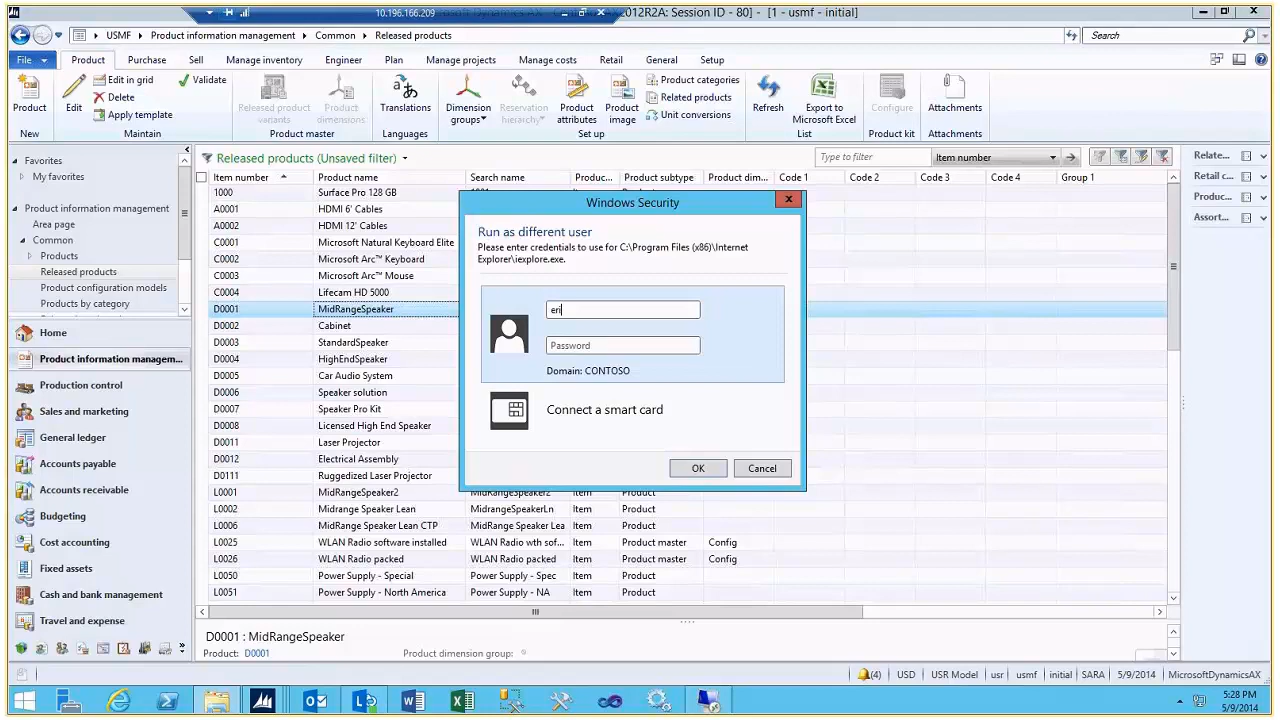 10.196.166.209
2012R2A: Session ID - 80] - [1 - usmf - initial]
USMF
Product information management
Common
Released products
Search
File
Product
Purchase
Sell
Manage inventory
Engineer
Plan
Manage projects
Manage costs
Retail
General
Setup
Product
New
Edit
Edit in grid
Delete
Apply template
Validate
Maintain
Released product variants
Product dimensions
Product master
Translations
Languages
Dimension groups
Reservation hierarchy
Product attributes
Product image
Product categories
Related products
Unit conversions
Set up
Refresh
Export to Microsoft Excel
List
Configure
Product kit
Attachments
Attachments
Favorites
My favorites
Product information management
Area page
Common
Products
Released products
Product configuration models
Products by category
Home
Product information managem...
Production control
Sales and marketing
General ledger
Accounts payable
Accounts receivable
Budgeting
Cost accounting
Fixed assets
Cash and bank management
Travel and expense
Released products (Unsaved filter)
Type to filter
Item number
Item number Product name Search name Produc... Product subtype Product dim... Code 1 Code 2 Code 3 Code 4 Group 1
1000 Surface Pro 128 GB
A0001 HDMI 6' Cables
A0002 HDMI 12' Cables
C0001 Microsoft Natural Keyboard Elite
C0002 Microsoft Arc™ Keyboard
C0003 Microsoft Arc™ Mouse
C0004 Lifecam HD 5000
D0001 MidRangeSpeaker
D0002 Cabinet
D0003 StandardSpeaker
D0004 HighEndSpeaker
D0005 Car Audio System
D0006 Speaker solution
D0007 Speaker Pro Kit
D0008 Licensed High End Speaker
D0011 Laser Projector
D0012 Electrical Assembly
D0111 Ruggedized Laser Projector
L0001 MidRangeSpeaker2 MidRangeSpeaker2 Item Product
L0002 Midrange Speaker Lean MidrangeSpeakerLn Item Product
L0006 MidRange Speaker Lean CTP MidRange Speaker Lea Item Product
L0025 WLAN Radio software installed WLAN Radio wth sof... Item Product master Config
L0026 WLAN Radio packed WLAN Radio packed Item Product master Config
L0050 Power Supply - Special Power Supply - Spec Item Product
L0051 Power Supply - North America Power Supply - NA Item Product
Windows Security
Run as different user
Please enter credentials to use for C:\Program Files (x86)\Internet
Explorer\iexplore.exe.
eri
Password
Domain: CONTOSO
Connect a smart card
OK
Cancel
Relate...
Retail c...
Produc...
Assort...
D0001 : MidRangeSpeaker
Product: D0001
Product dimension group:
(4) USD USR Model usr usmf initial SARA 5/9/2014 MicrosoftDynamicsAX
5:28 PM
5/9/2014